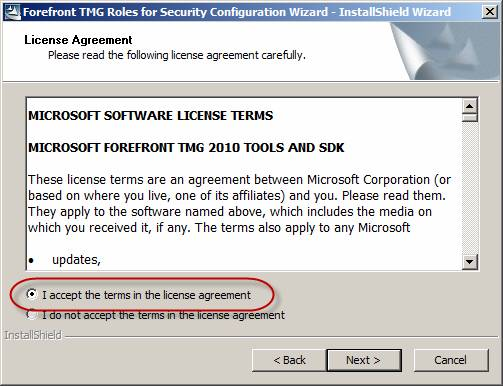 Forefront TMG Roles for Security Configuration Wizard - InstallShield Wizard
License Agreement
Please read the following license agreement carefully.
MICROSOFT SOFTWARE LICENSE TERMS
MICROSOFT FOREFRONT TMG 2010 TOOLS AND SDK
These license terms are an agreement between Microsoft Corporation (or
based on where you live, one of its affiliates) and you. Please read them.
They apply to the software named above, which includes the media on
which you received it, if any. The terms also apply to any Microsoft
• updates,
I accept the terms in the license agreement
I do not accept the terms in the license agreement
InstallShield
< Back
Next >
Cancel